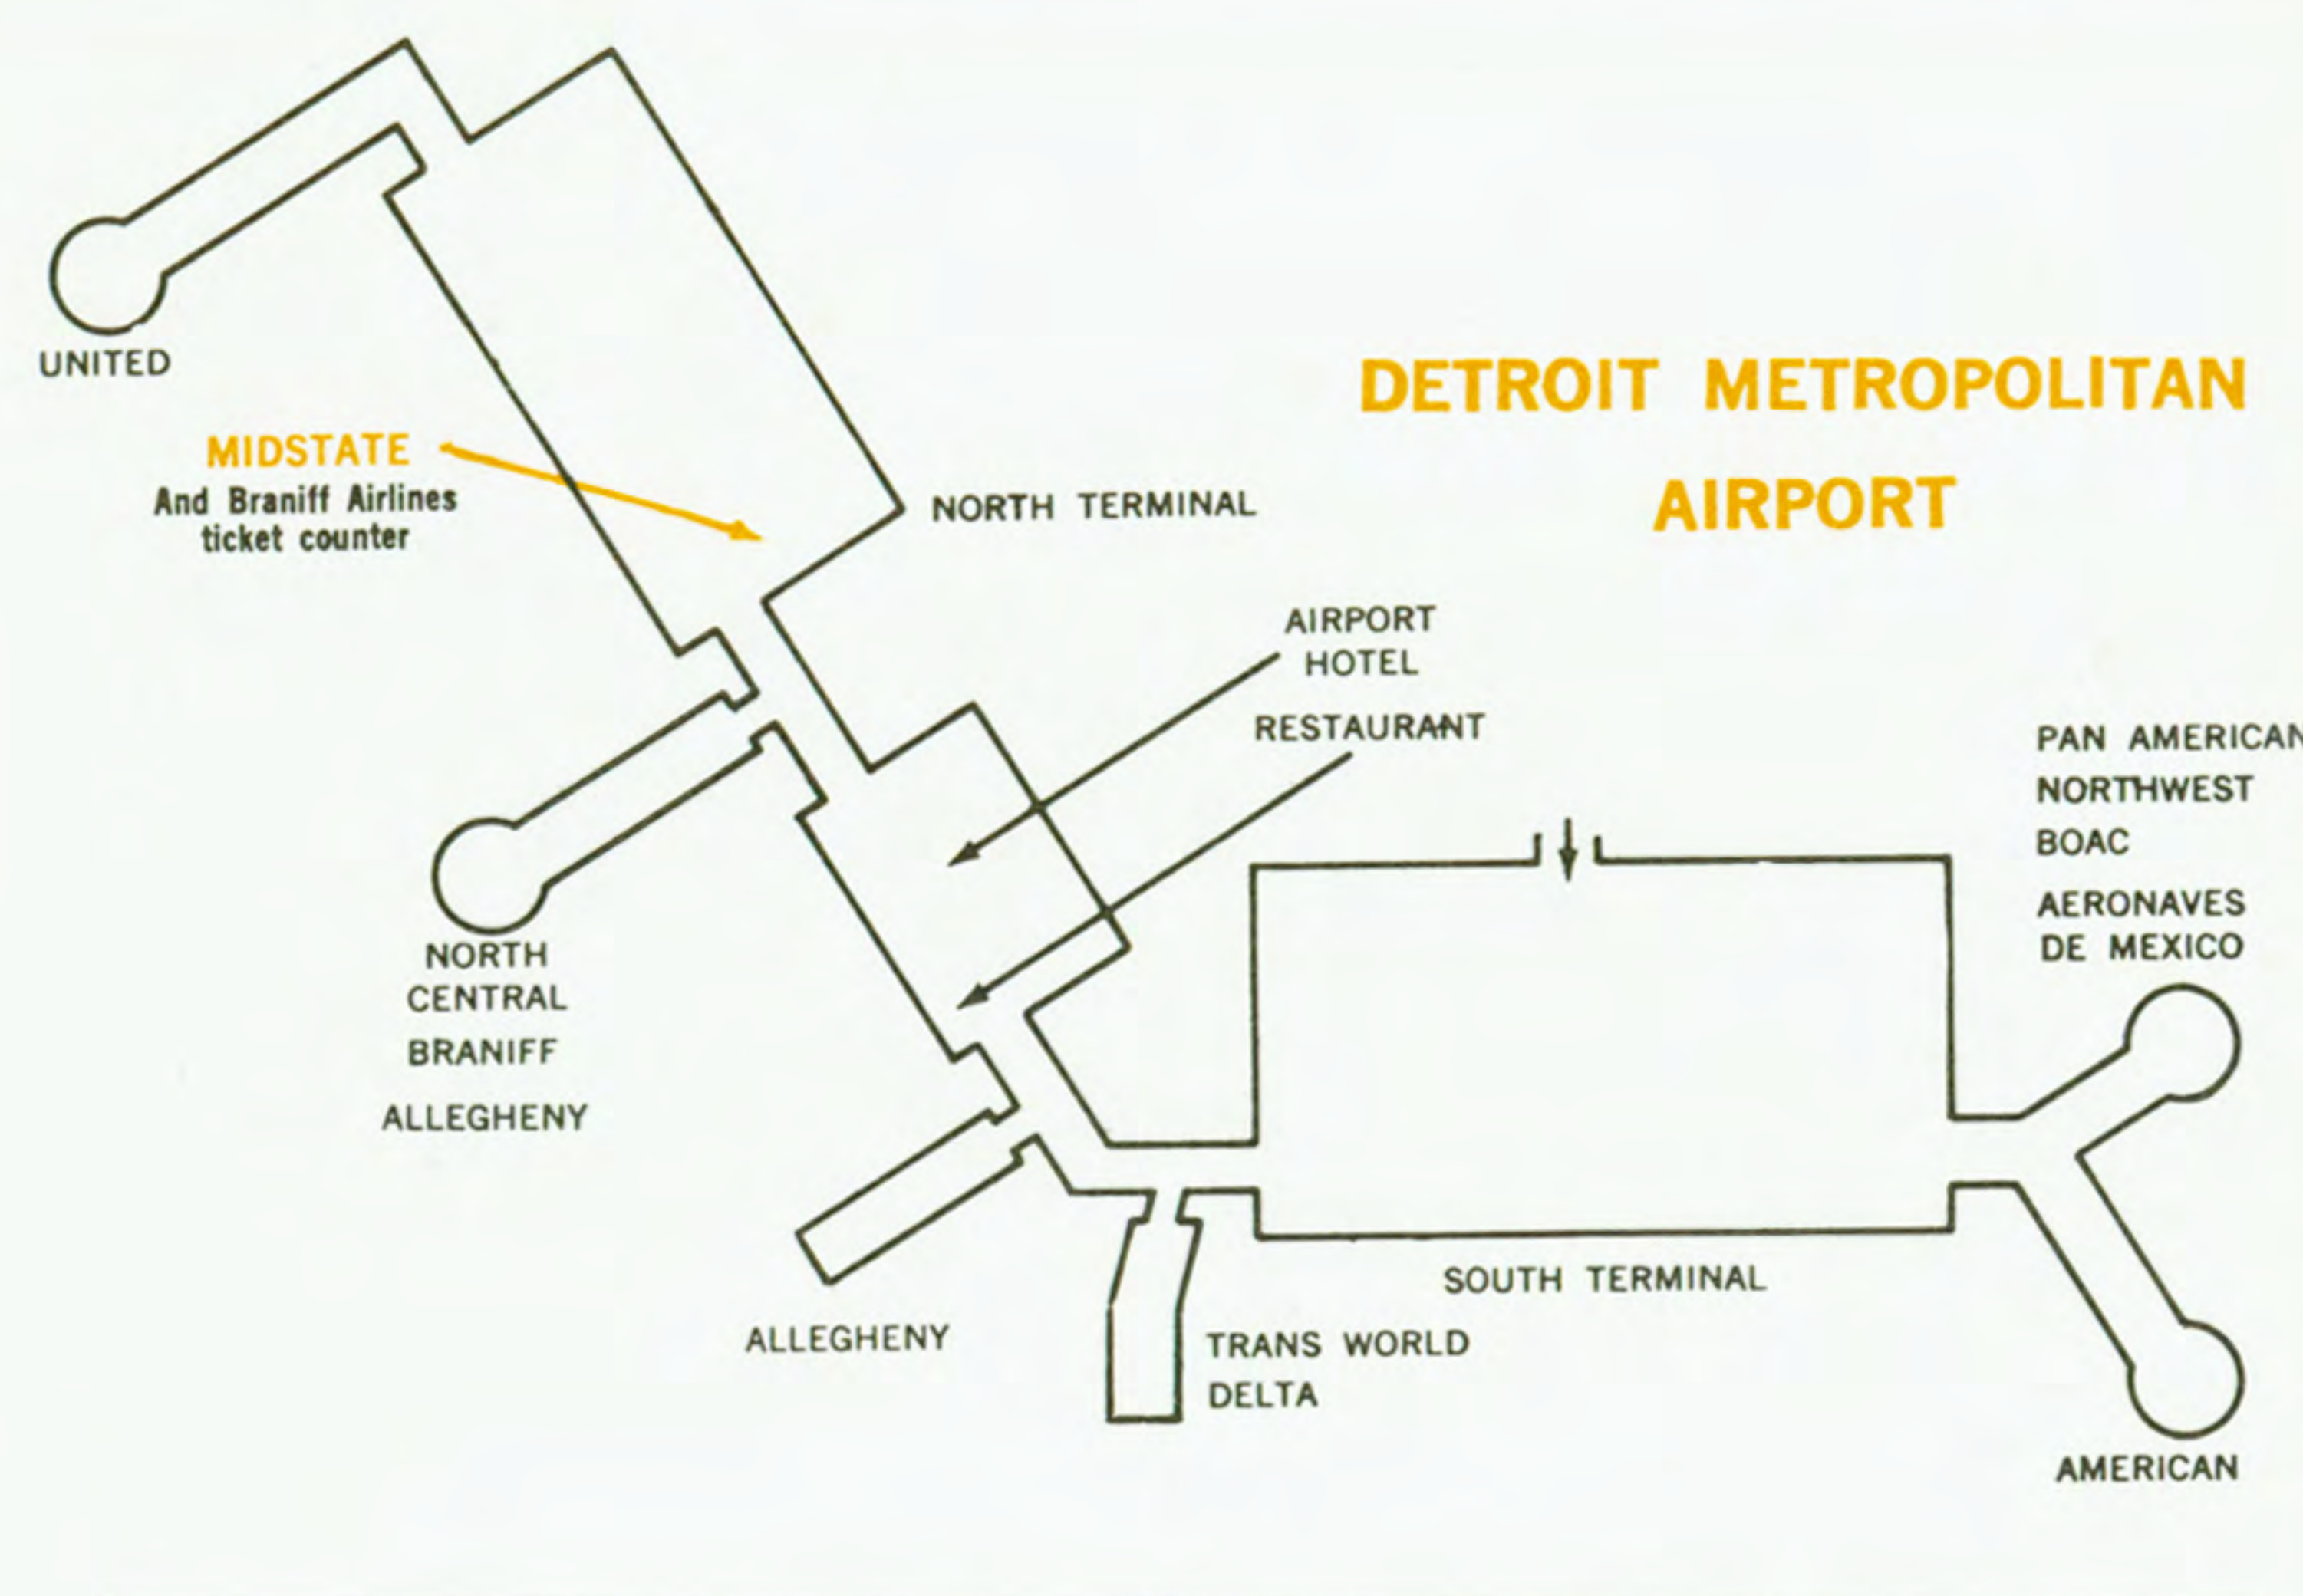 DETROIT METROPOLITAN
AIRPORT
UNITED
MIDSTATE
And Braniff Airlines
ticket counter
NORTH TERMINAL
AIRPORT
HOTEL
RESTAURANT
PAN AMERICAN
NORTHWEST
BOAC
AERONAVES
DE MEXICO
NORTH
CENTRAL
BRANIFF
ALLEGHENY
ALLEGHENY
TRANS WORLD
DELTA
SOUTH TERMINAL
AMERICAN